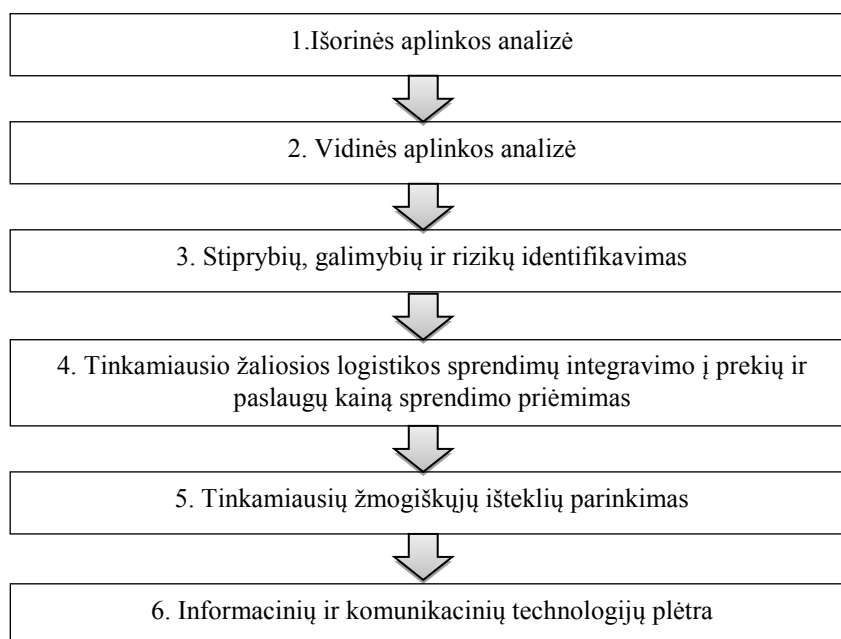 1.Išorinės aplinkos analizė
2. Vidinės aplinkos analizė
3. Stiprybių, galimybių ir rizikų identifikavimas
4. Tinkamiausio žaliosios logistikos sprendimų integravimo į prekių ir
paslaugų kainą sprendimo priėmimas
5. Tinkamiausių žmogiškųjų išteklių parinkimas
6. Informacinių ir komunikacinių technologijų plėtra